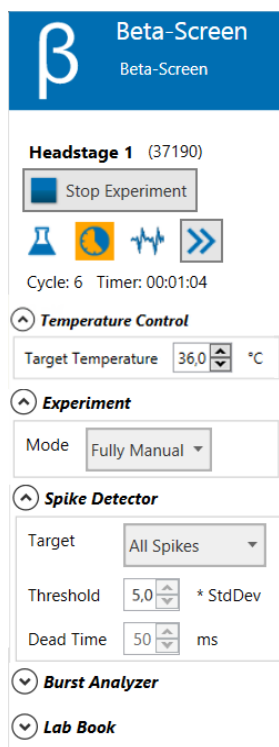 β
Beta-Screen
Beta-Screen
Headstage 1 (37190)
Stop Experiment
Cycle: 6 Timer: 00:01:04
Temperature Control
Target Temperature 36,0 °C
Experiment
Mode Fully Manual
Spike Detector
Target All Spikes
Threshold 5,0 * StdDev
Dead Time 50 ms
Burst Analyzer
Lab Book